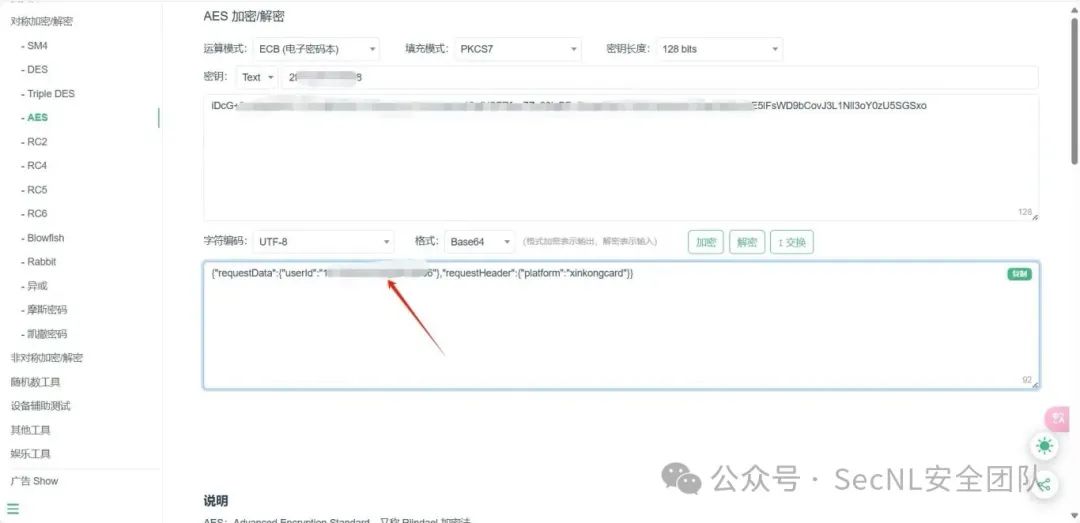 对称加密/解密
- SM4
- DES
- Triple DES
- AES
- RC2
- RC4
- RC5
- RC6
- Blowfish
- Rabbit
- 异或
- 摩斯密码
- 凯撒密码
非对称加密/解密
随机数工具
设备辅助测试
其他工具
娱乐工具
广告 Show
AES 加密/解密
运算模式: ECB (电子密码本) 填充模式: PKCS7 密钥长度: 128 bits
密钥: Text 2 8
iDcG+ E5lFsWD9bCovJ3L1NIl3oY0zU5SGSxo
128
字符编码: UTF-8 格式: Base64 (格式加密表示输出，解密表示输入) 加密 解密 ↕交换
{"requestData":{"userId":"1 6"},"requestHeader":{"platform":"xinkongcard"}}
复制
92
公众号 · SecNL安全团队
说明
AES: Advanced Encryption Standard, 又称 Rijndael 加密法